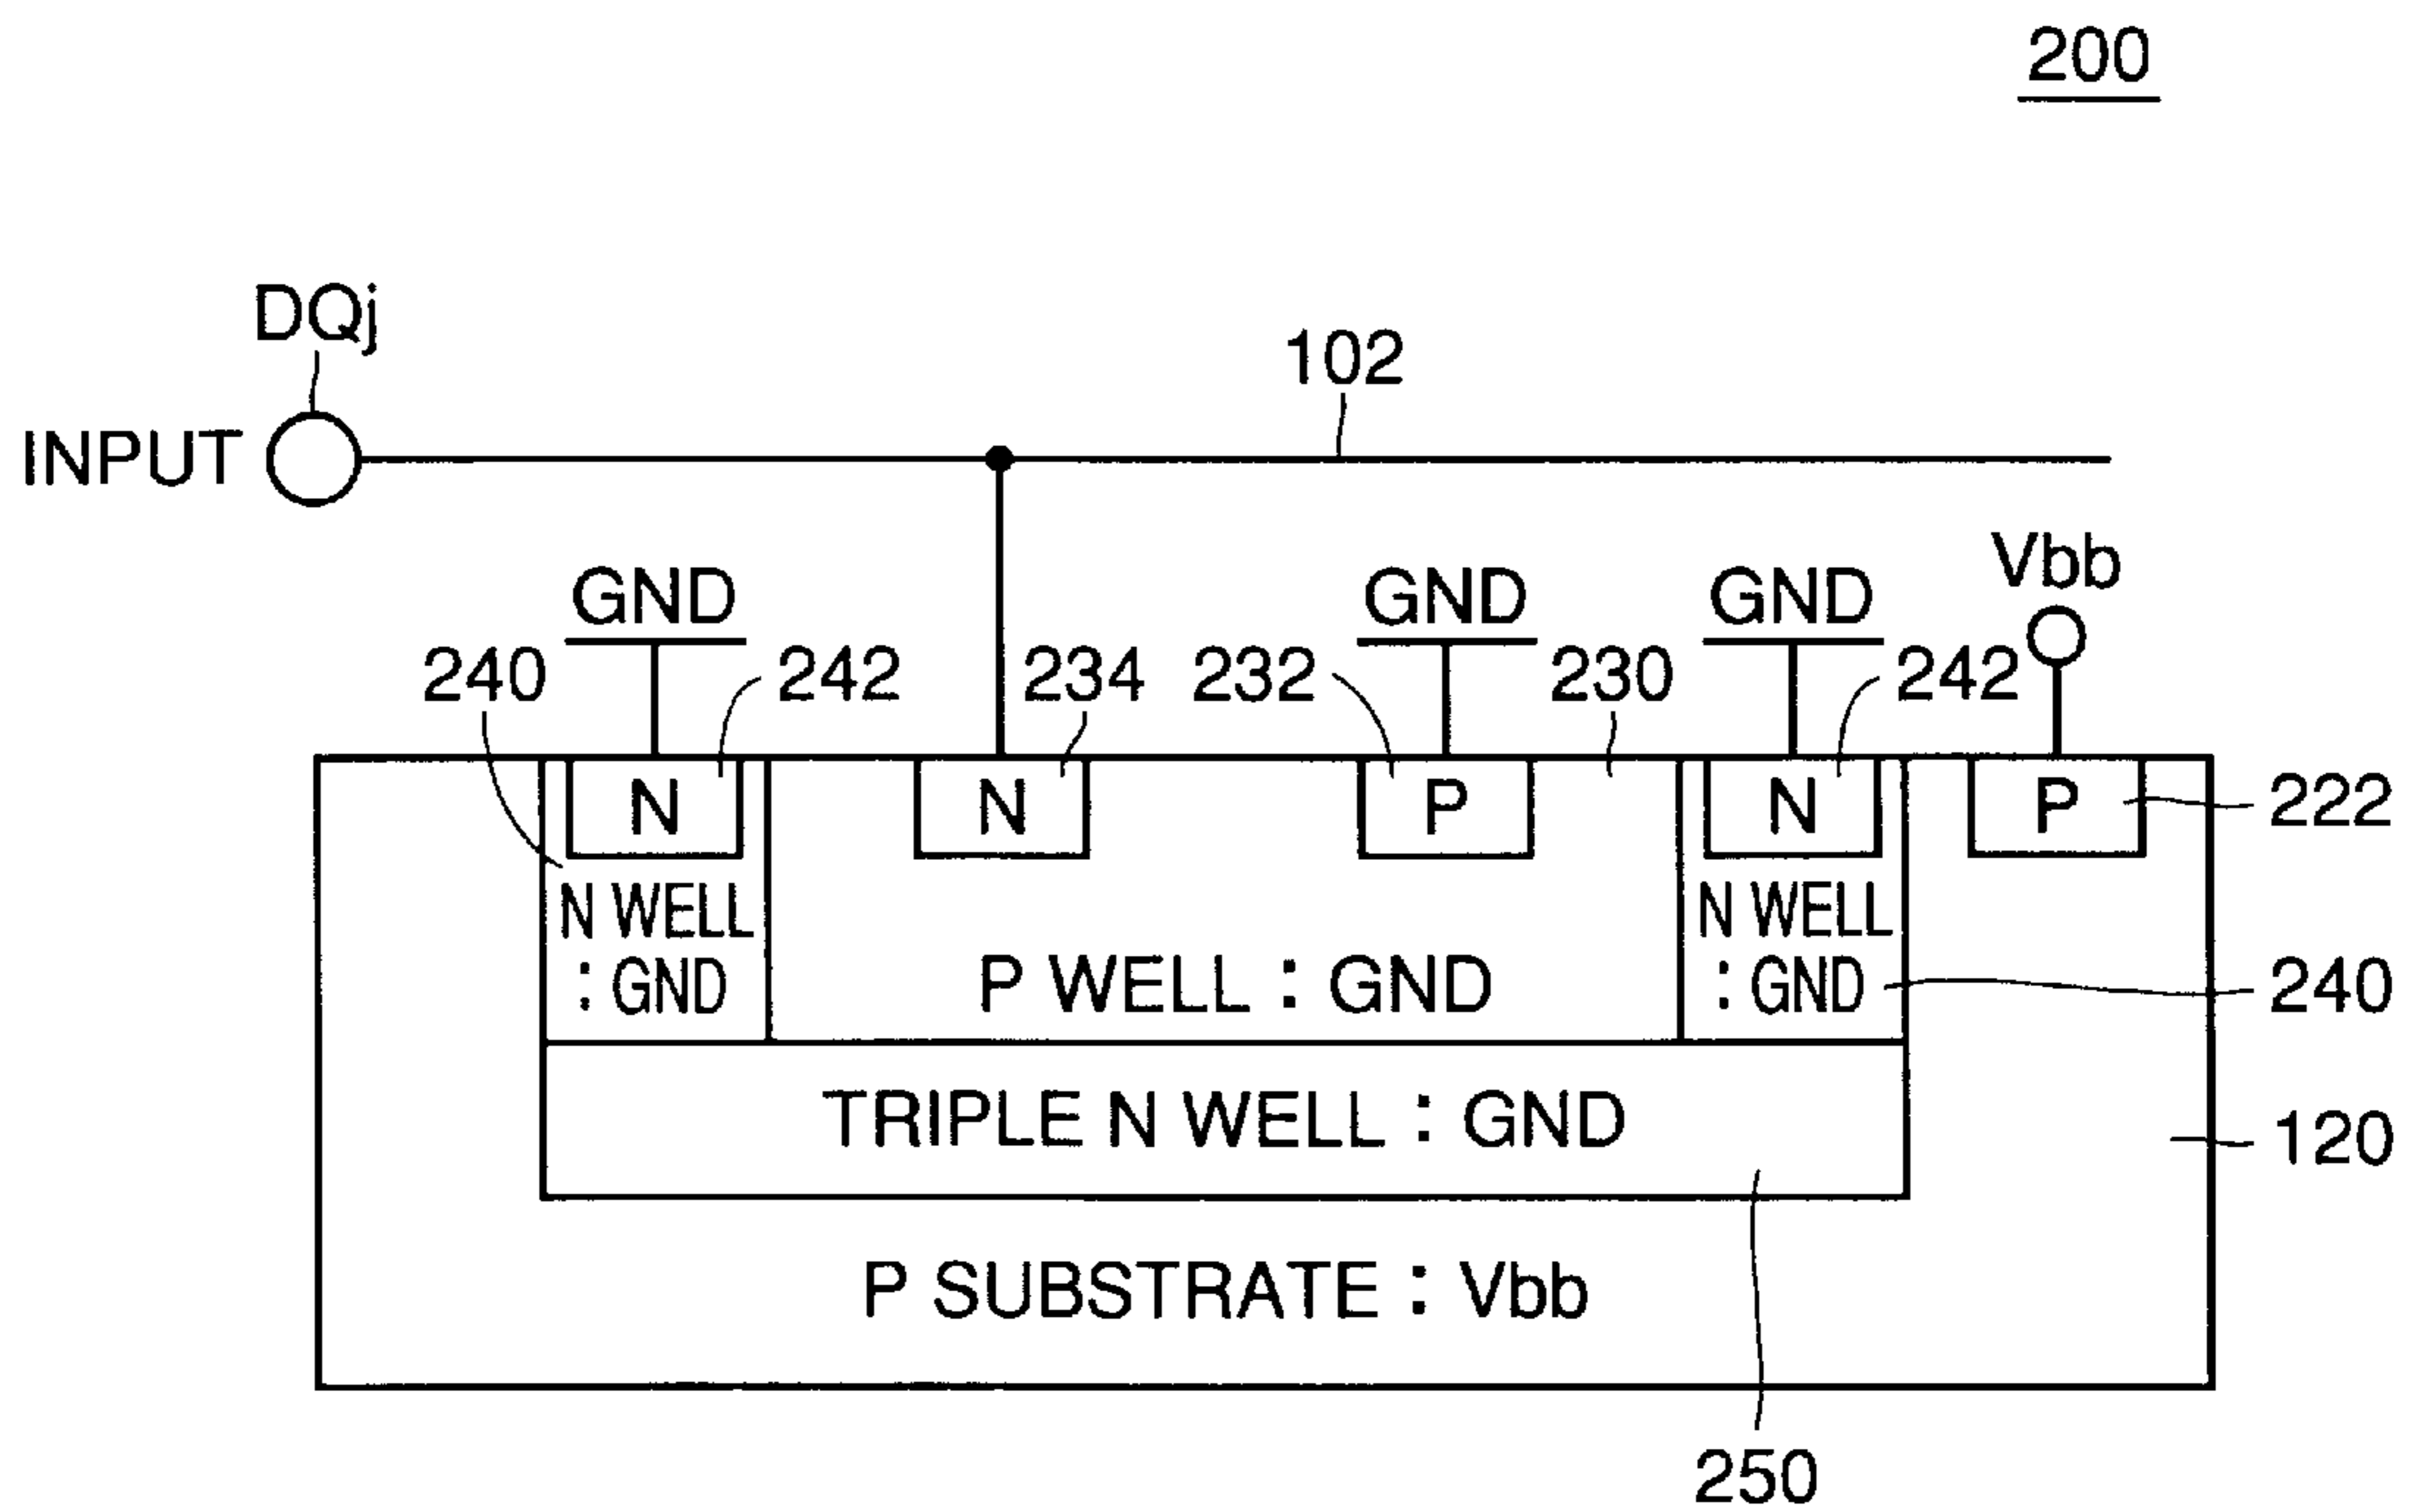 200
DQj
102
INPUT
Vbb
GND GND GND
240 242 234 232 230 242
N N P N P 222
N WELL N WELL
: GND P WELL : GND : GND 240
TRIPLE N WELL : GND 120
P SUBSTRATE : Vbb
250